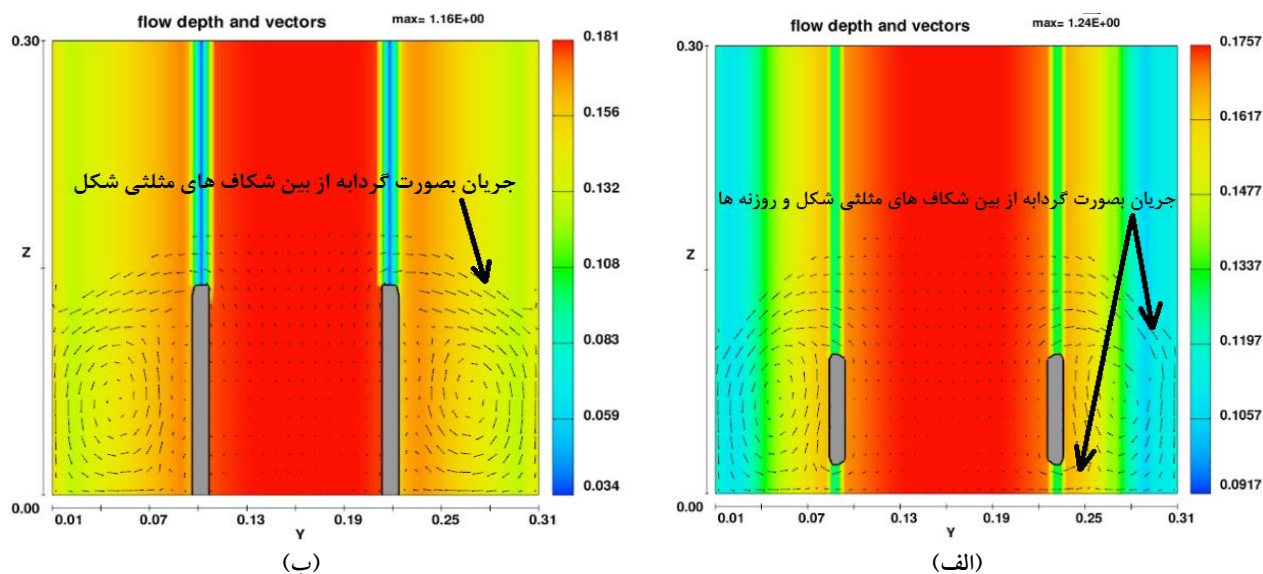 flow depth and vectors
max= 1.16E+00
0.30
Z
0.00
0.01 0.07 0.13 0.19 0.25 0.31
Y
0.181
0.156
0.132
0.108
0.083
0.059
0.034
جریان بصورت گردابه از بین شکاف های مثلثی شکل
(ب)
flow depth and vectors
max= 1.24E+00
0.30
Z
0.00
0.01 0.07 0.13 0.19 0.25 0.31
Y
0.1757
0.1617
0.1477
0.1337
0.1197
0.1057
0.0917
جریان بصورت گردابه از بین شکاف های مثلثی شکل و روزنه ها
(الف)